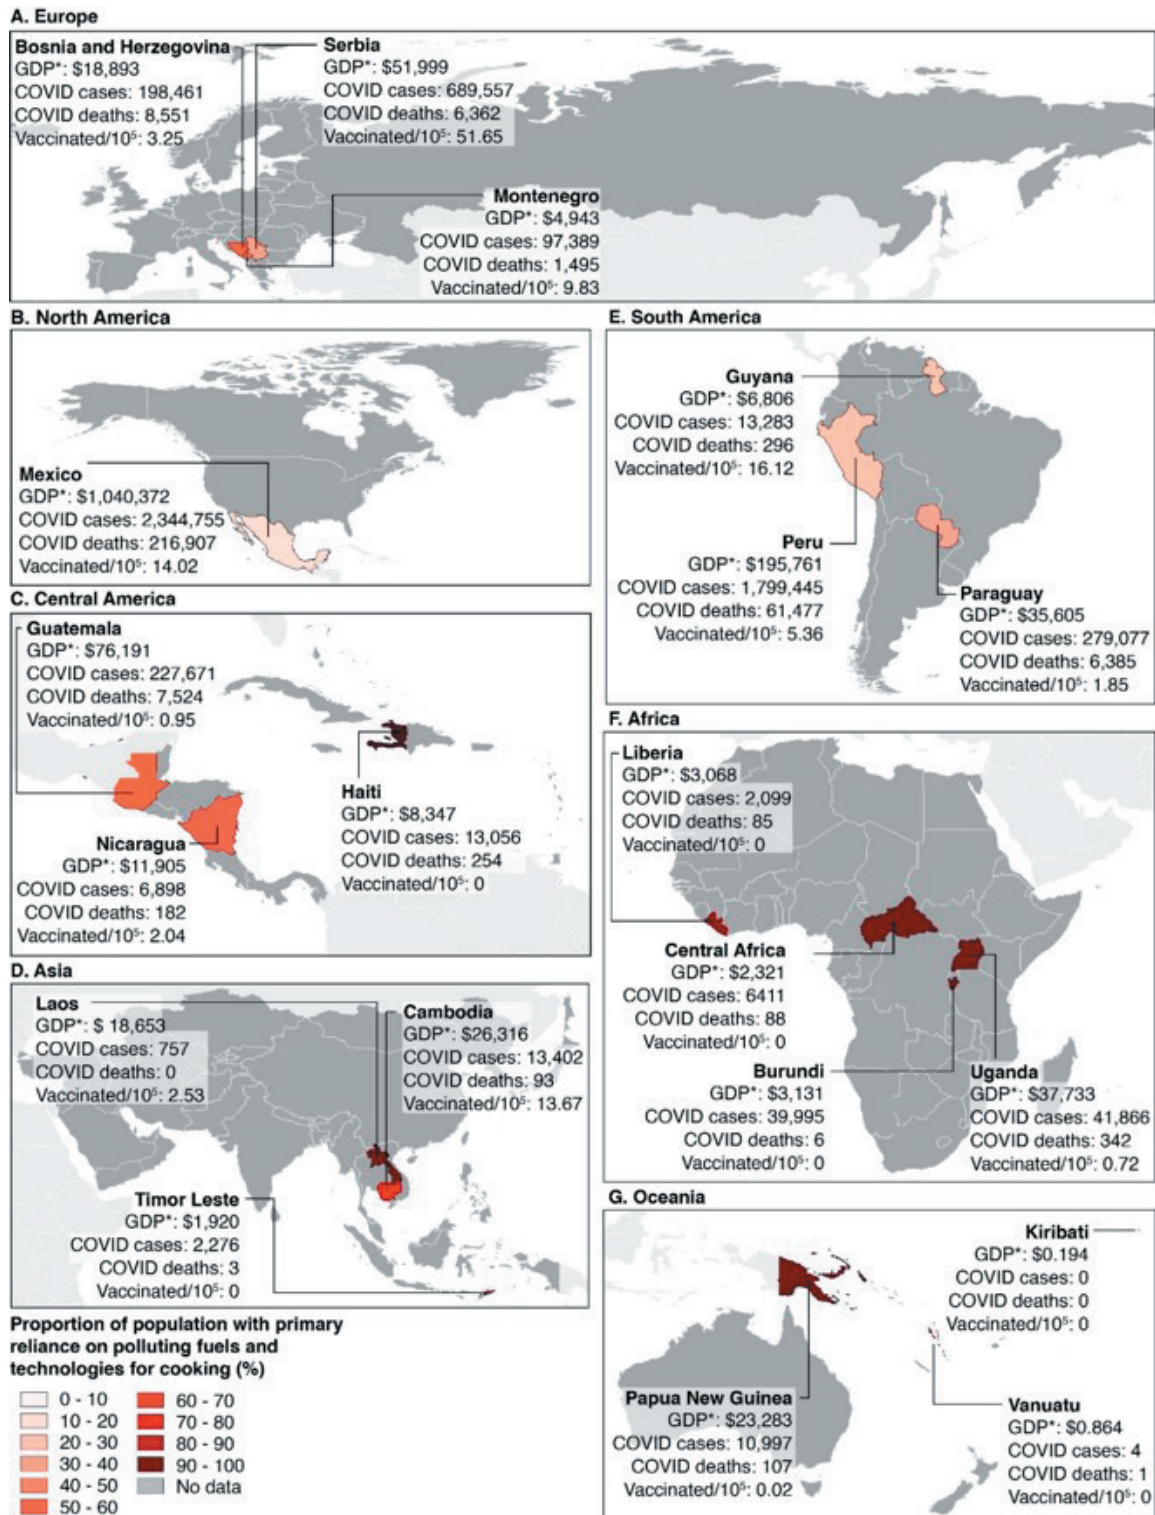 A. Europe
Bosnia and Herzegovina
GDP*: $18,893
COVID cases: 198,461
COVID deaths: 8,551
Vaccinated/10⁵: 3.25
Serbia
GDP*: $51,999
COVID cases: 689,557
COVID deaths: 6,362
Vaccinated/10⁵: 51.65
Montenegro
GDP*: $4,943
COVID cases: 97,389
COVID deaths: 1,495
Vaccinated/10⁵: 9.83
B. North America
Mexico
GDP*: $1,040,372
COVID cases: 2,344,755
COVID deaths: 216,907
Vaccinated/10⁵: 14.02
C. Central America
Guatemala
GDP*: $76,191
COVID cases: 227,671
COVID deaths: 7,524
Vaccinated/10⁵: 0.95
Haiti
GDP*: $8,347
COVID cases: 13,056
COVID deaths: 254
Vaccinated/10⁵: 0
Nicaragua
GDP*: $11,905
COVID cases: 6,898
COVID deaths: 182
Vaccinated/10⁵: 2.04
D. Asia
Laos
GDP*: $ 18,653
COVID cases: 757
COVID deaths: 0
Vaccinated/10⁵: 2.53
Cambodia
GDP*: $26,316
COVID cases: 13,402
COVID deaths: 93
Vaccinated/10⁵: 13.67
Timor Leste
GDP*: $1,920
COVID cases: 2,276
COVID deaths: 3
Vaccinated/10⁵: 0
E. South America
Guyana
GDP*: $6,806
COVID cases: 13,283
COVID deaths: 296
Vaccinated/10⁵: 16.12
Peru
GDP*: $195,761
COVID cases: 1,799,445
COVID deaths: 61,477
Vaccinated/10⁵: 5.36
Paraguay
GDP*: $35,605
COVID cases: 279,077
COVID deaths: 6,385
Vaccinated/10⁵: 1.85
F. Africa
Liberia
GDP*: $3,068
COVID cases: 2,099
COVID deaths: 85
Vaccinated/10⁵: 0
Central Africa
GDP*: $2,321
COVID cases: 6411
COVID deaths: 88
Vaccinated/10⁵: 0
Burundi
GDP*: $3,131
COVID cases: 39,995
COVID deaths: 6
Vaccinated/10⁵: 0
Uganda
GDP*: $37,733
COVID cases: 41,866
COVID deaths: 342
Vaccinated/10⁵: 0.72
G. Oceania
Kiribati
GDP*: $0.194
COVID cases: 0
COVID deaths: 0
Vaccinated/10⁵: 0
Papua New Guinea
GDP*: $23,283
COVID cases: 10,997
COVID deaths: 107
Vaccinated/10⁵: 0.02
Vanuatu
GDP*: $0.864
COVID cases: 4
COVID deaths: 1
Vaccinated/10⁵: 0
Proportion of population with primary
reliance on polluting fuels and
technologies for cooking (%)
0 - 10
10 - 20
20 - 30
30 - 40
40 - 50
50 - 60
60 - 70
70 - 80
80 - 90
90 - 100
No data